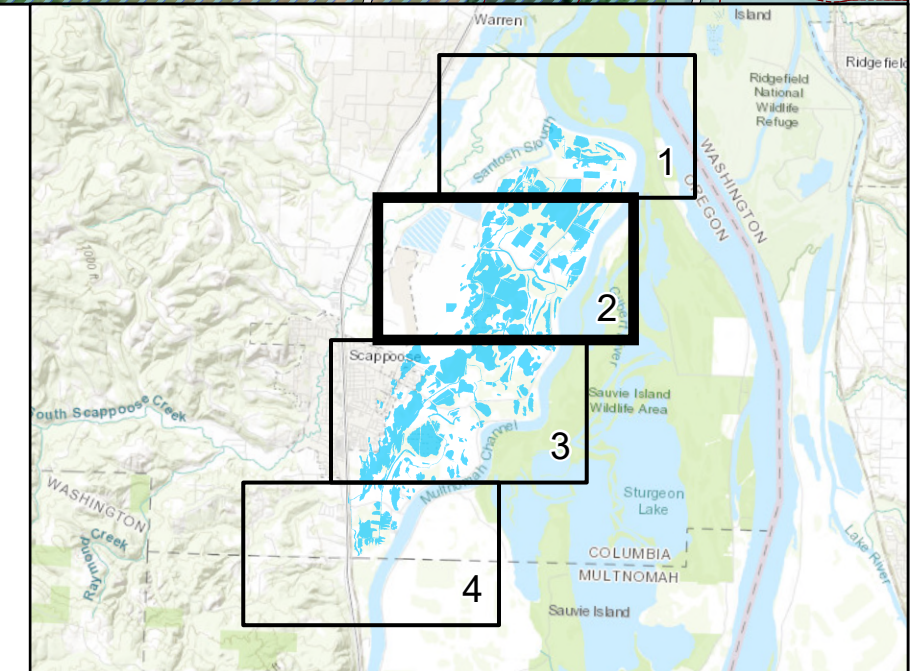 Warren
Island
Ridgefield
Ridgefield
National
Wildlife
Refuge
Santosh Slough
1
WASHINGTON
OREGON
1000 ft
2
Scappoose
Sauvie Island
Wildlife Area
South Scappoose Creek
3
Multnomah Channel
WASHINGTON
Sturgeon
Lake
Raymond Creek
COLUMBIA
MULTNOMAH
Lake River
4
Sauvie Island